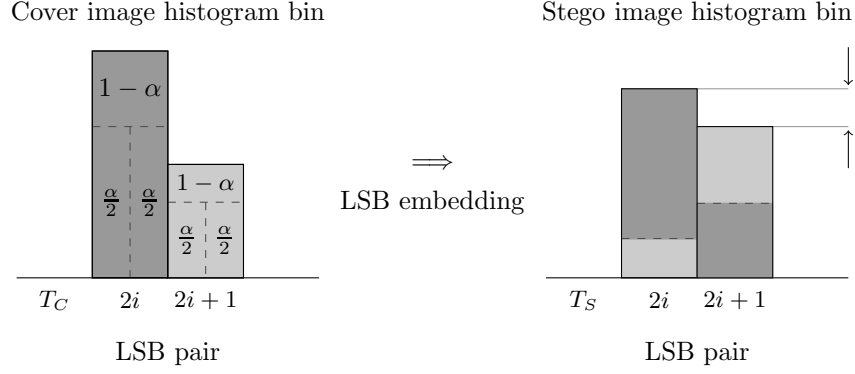 Cover image histogram bin
1 − α
α/2 α/2
1 − α
α/2 α/2
T_C 2i 2i + 1
LSB pair
⟹
LSB embedding
Stego image histogram bin
T_S 2i 2i + 1
LSB pair